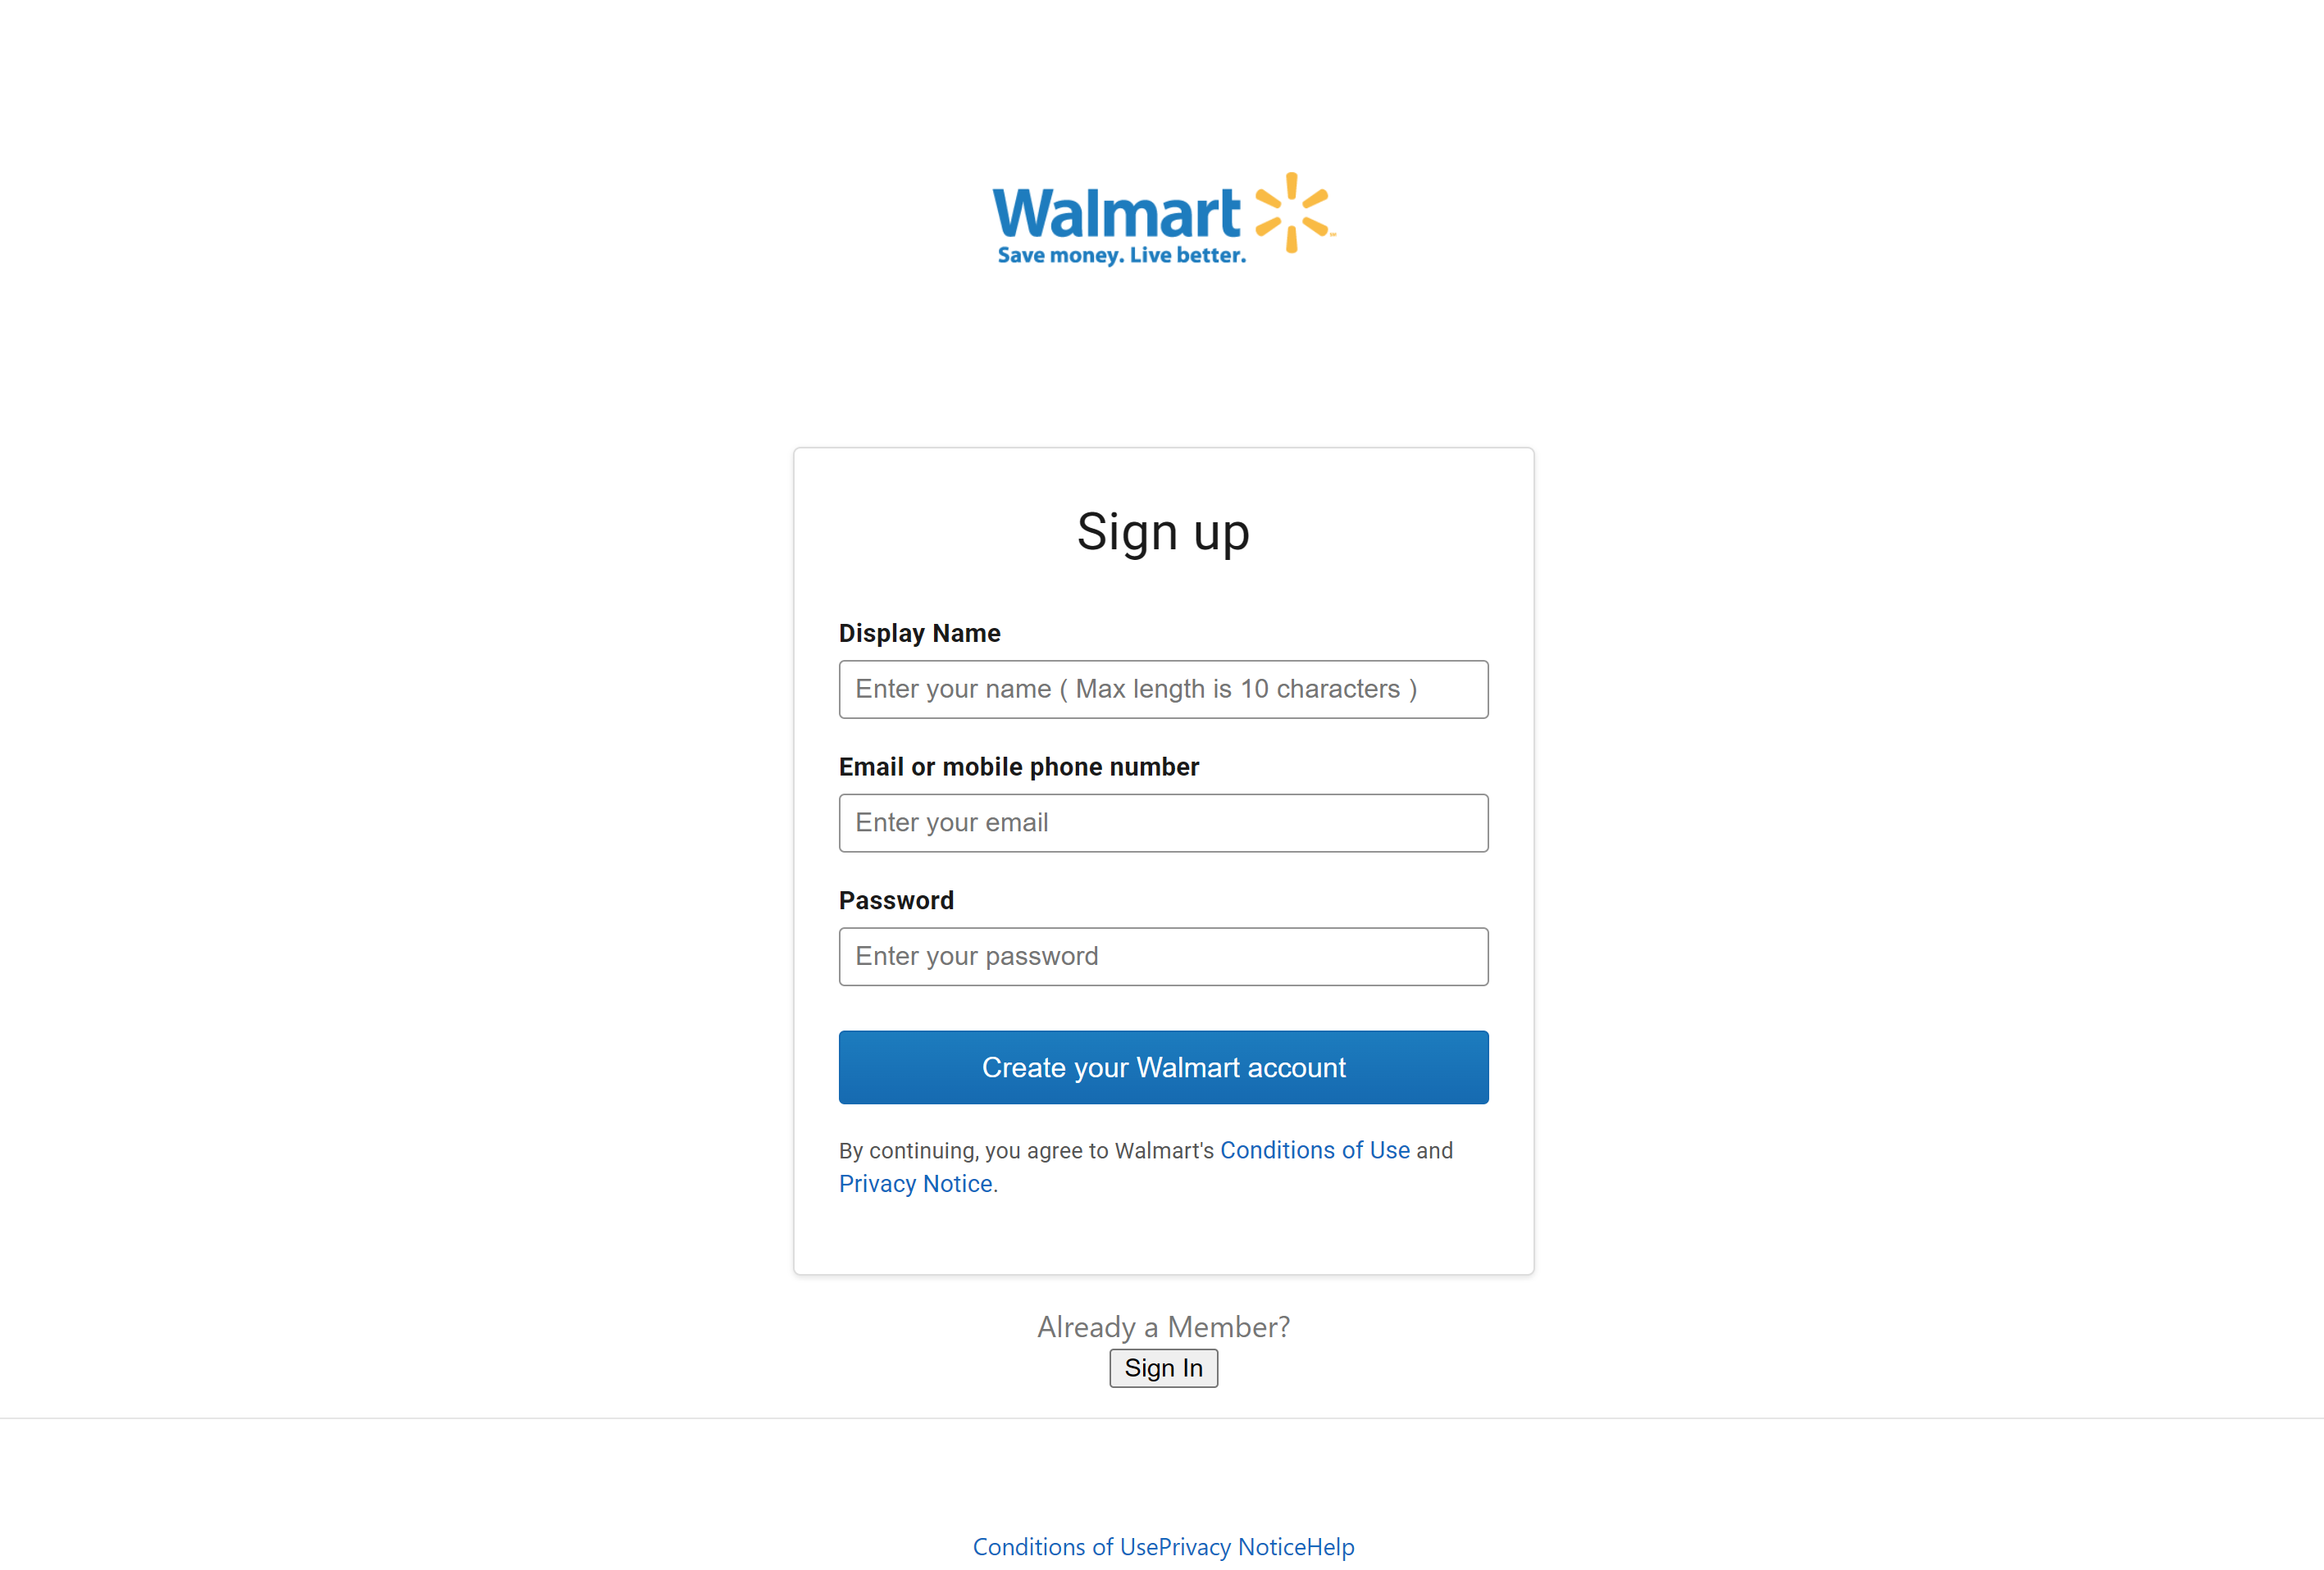 Walmart
Save money. Live better.
Sign up
Display Name
Enter your name ( Max length is 10 characters )
Email or mobile phone number
Enter your email
Password
Enter your password
Create your Walmart account
By continuing, you agree to Walmart's Conditions of Use and
Privacy Notice.
Already a Member?
Sign In
Conditions of UsePrivacy NoticeHelp